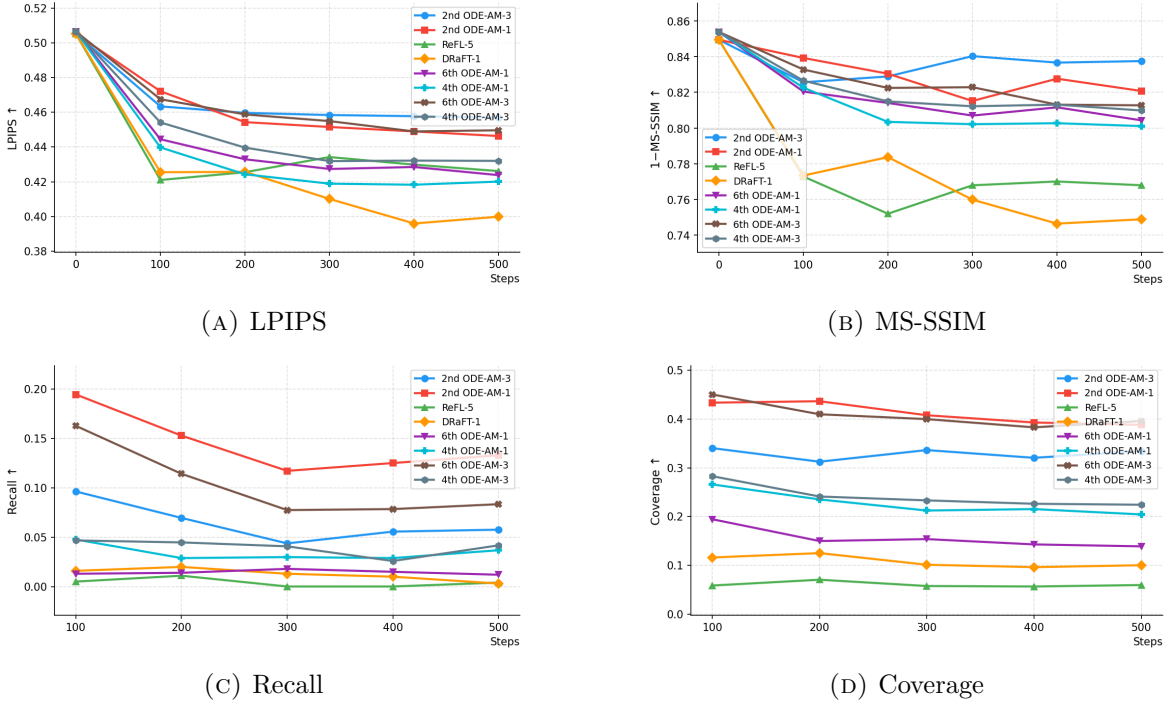 0.52
0.50
0.48
0.46
0.44
0.42
0.40
0.38
LPIPS ↑
0
100
200
300
400
500
Steps
2nd ODE-AM-3
2nd ODE-AM-1
ReFL-5
DRaFT-1
6th ODE-AM-1
4th ODE-AM-1
6th ODE-AM-3
4th ODE-AM-3
(A) LPIPS
0.86
0.84
0.82
0.80
0.78
0.76
0.74
1−MS-SSIM ↑
2nd ODE-AM-3
2nd ODE-AM-1
ReFL-5
DRaFT-1
6th ODE-AM-1
4th ODE-AM-1
6th ODE-AM-3
4th ODE-AM-3
0
100
200
300
400
500
Steps
(B) MS-SSIM
0.20
0.15
0.10
0.05
0.00
Recall ↑
2nd ODE-AM-3
2nd ODE-AM-1
ReFL-5
DRaFT-1
6th ODE-AM-1
4th ODE-AM-1
6th ODE-AM-3
4th ODE-AM-3
100
200
300
400
500
Steps
(C) Recall
0.5
0.4
0.3
0.2
0.1
0.0
Coverage ↑
2nd ODE-AM-3
2nd ODE-AM-1
ReFL-5
DRaFT-1
6th ODE-AM-1
4th ODE-AM-1
6th ODE-AM-3
4th ODE-AM-3
100
200
300
400
500
Steps
(D) Coverage